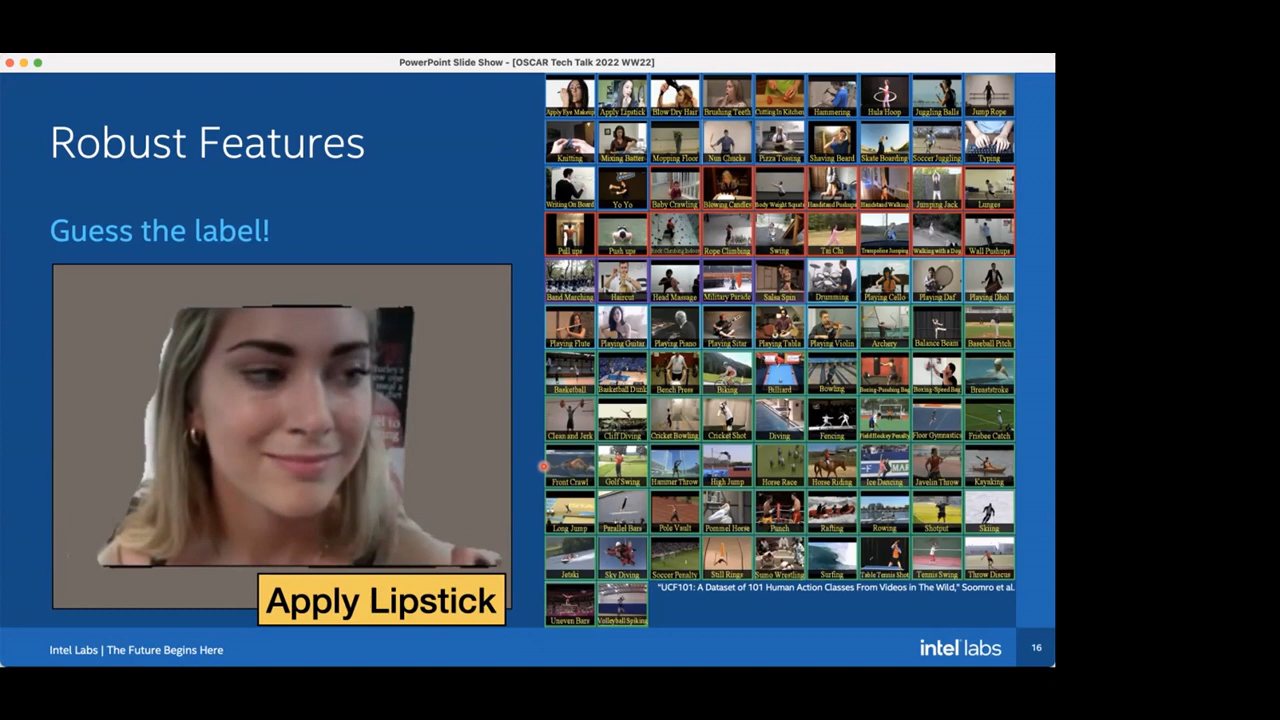 PowerPoint Slide Show - [OSCAR Tech Talk 2022 WW22]
Robust Features
Guess the label!
Apply Lipstick
Apply Eye Makeup Apply Lipstick Blow Dry Hair Brushing Teeth Cutting In Kitchen Hammering Hula Hoop Juggling Balls Jump Rope
Knitting Mixing Batter Mopping Floor Nun Chucks Pizza Tossing Shaving Beard Skate Boarding Soccer Juggling Typing
Writing On Board Yo Yo Baby Crawling Blowing Candles Body Weight Squats Handstand Pushups Handstand Walking Jumping Jack Lunges
Pull ups Push ups Rock Climbing Indoor Rope Climbing Swing Tai Chi Trampoline Jumping Walking with a Dog Wall Pushups
Band Marching Haircut Head Massage Military Parade Salsa Spin Drumming Playing Cello Playing Daf Playing Dhol
Playing Flute Playing Guitar Playing Piano Playing Sitar Playing Tabla Playing Violin Archery Balance Beam Baseball Pitch
Basketball Basketball Dunk Bench Press Biking Billiard Bowling Boxing-Punching Bag Boxing-Speed Bag Breaststroke
Clean and Jerk Cliff Diving Cricket Bowling Cricket Shot Diving Fencing Field Hockey Penalty Floor Gymnastics Frisbee Catch
Front Crawl Golf Swing Hammer Throw High Jump Horse Race Horse Riding Ice Dancing Javelin Throw Kayaking
Long Jump Parallel Bars Pole Vault Pommel Horse Punch Rafting Rowing Shotput Skiing
Jetski Sky Diving Soccer Penalty Still Rings Sumo Wrestling Surfing Table Tennis Shot Tennis Swing Throw Discus
Uneven Bars Volleyball Spiking
"UCF101: A Dataset of 101 Human Action Classes From Videos in The Wild," Soomro et al.
Intel Labs | The Future Begins Here
intel labs
16